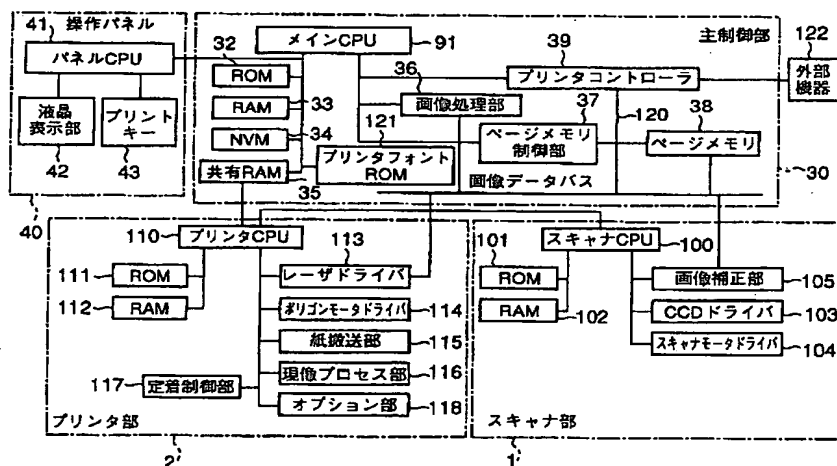 41 操作パネル
パネルCPU
液晶表示部
プリントキー
42
43
40
主制御部
メインCPU
91
32
ROM
RAM
33
NVM
34
共有RAM
35
121
プリンタフォントROM
36
画像処理部
39
プリンタコントローラ
37
ページメモリ制御部
120
38
ページメモリ
画像データバス
30
122
外部機器
110
プリンタCPU
111
ROM
112
RAM
113
レーザドライバ
ポリゴンモータドライバ
114
紙搬送部
115
現像プロセス部
116
117
定着制御部
オプション部
118
プリンタ部
2
スキャナCPU
100
101
ROM
RAM
102
画像補正部
105
CCDドライバ
103
スキャナモータドライバ
104
スキャナ部
1